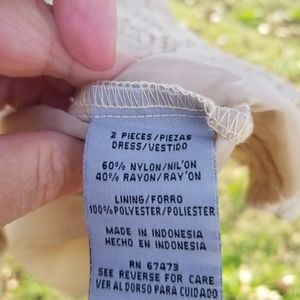 2 PIECES/PIEZAS
DRESS/VESTIDO
60% NYLON/NIL'ON
40% RAYON/RAY'ON
LINING/FORRO
100% POLYESTER/POLIESTER
MADE IN INDONESIA
HECHO EN INDONESIA
RN 67473
SEE REVERSE FOR CARE
VER AL DORSO PARA CUIDADO